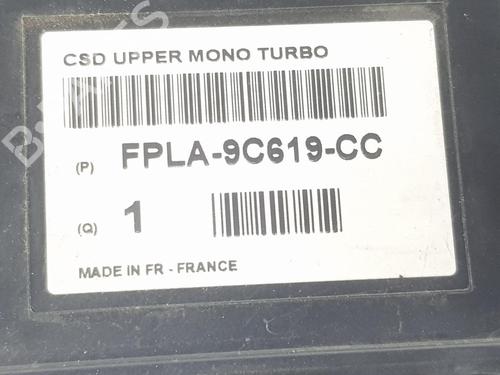 CSD UPPER MONO TURBO
(P) FPLA-9C619-CC
(Q) 1
MADE IN FR - FRANCE